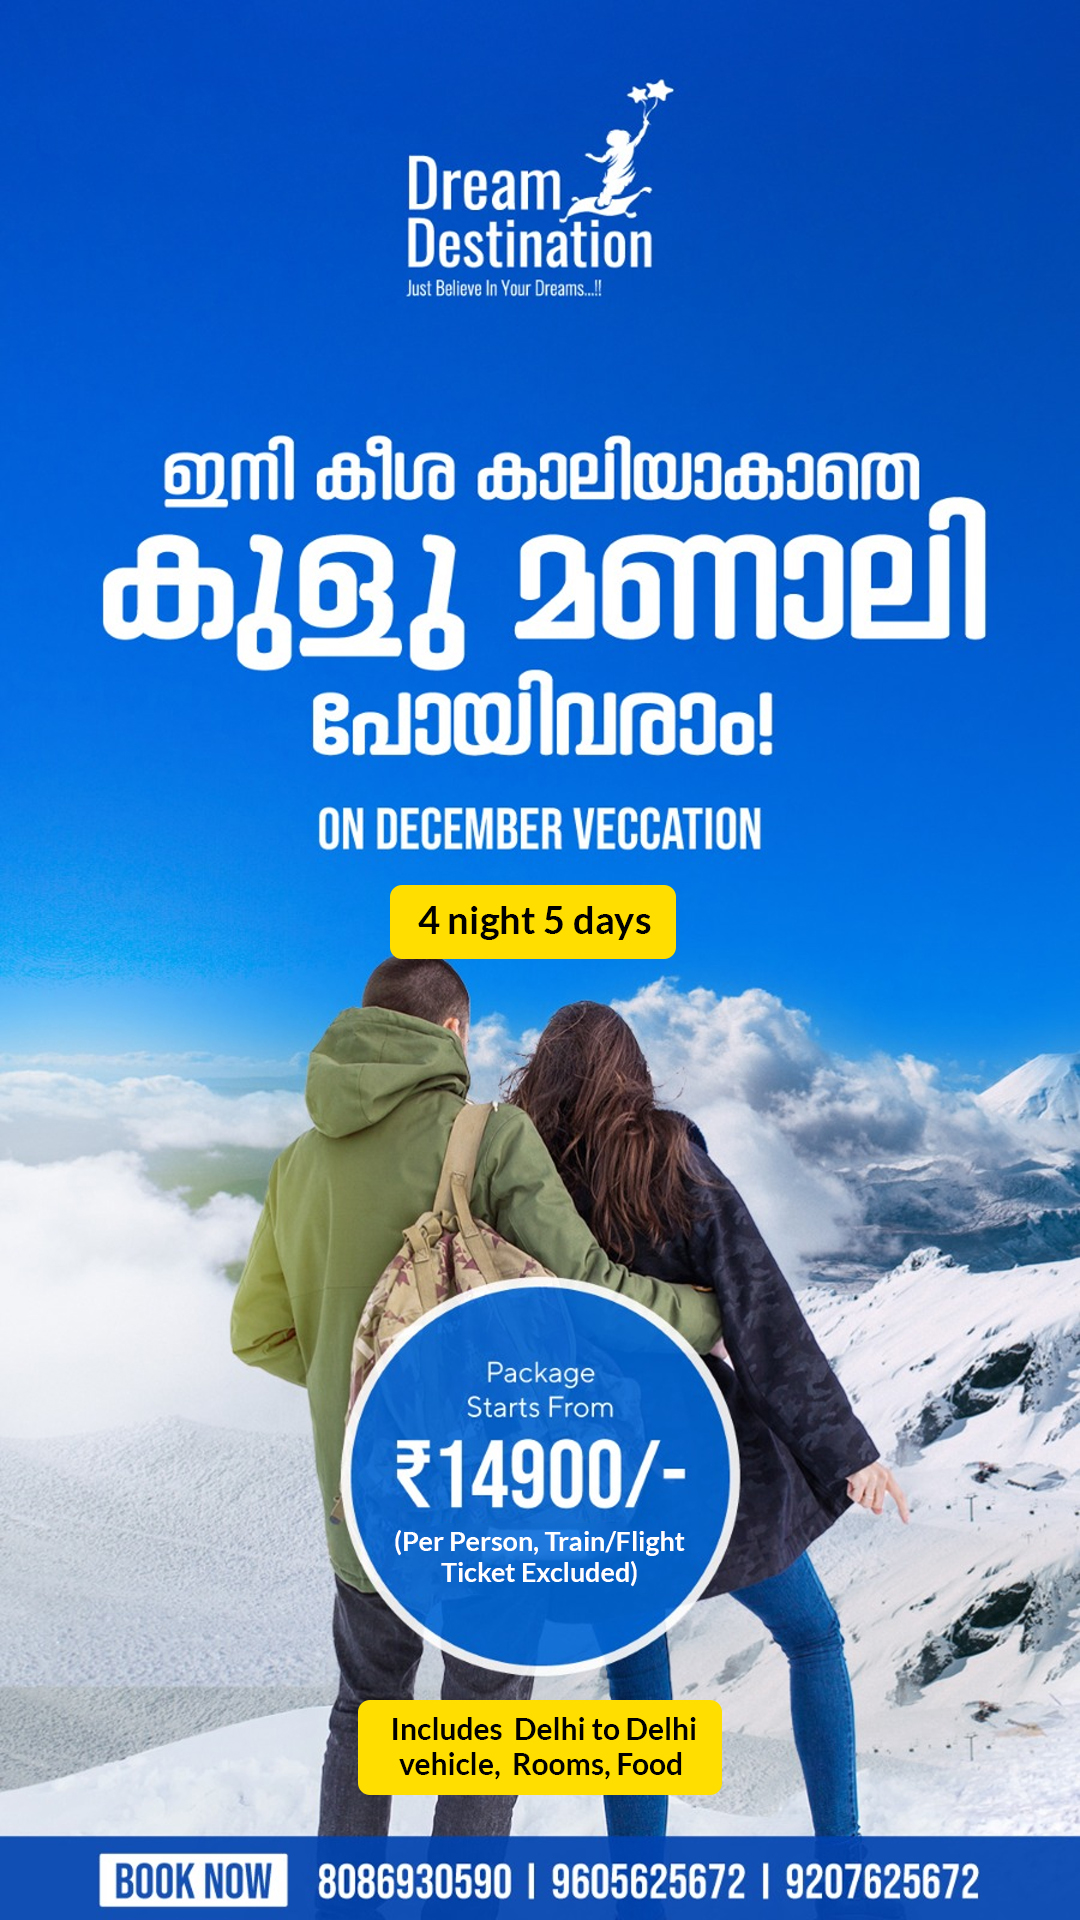 Dream
Destination
Just Believe In Your Dreams...!!
ഇനി കീശ കാലിയാകാതെ
കുളു മണാലി
പോയിവരാം!
ON DECEMBER VECCATION
4 night 5 days
Package
Starts From
₹14900/-
(Per Person, Train/Flight
Ticket Excluded)
Includes Delhi to Delhi
vehicle, Rooms, Food
BOOK NOW 8086930590 | 9605625672 | 9207625672